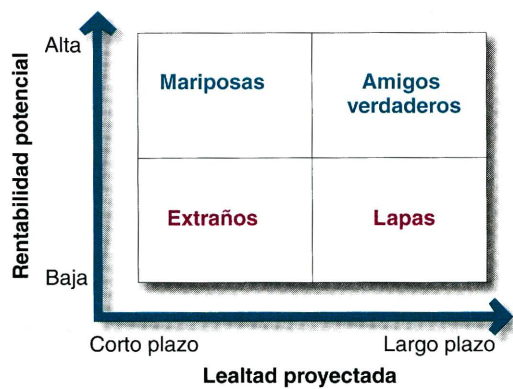 Rentabilidad potencial
Alta
Baja
Mariposas
Amigos
verdaderos
Extraños
Lapas
Corto plazo
Largo plazo
Lealtad proyectada